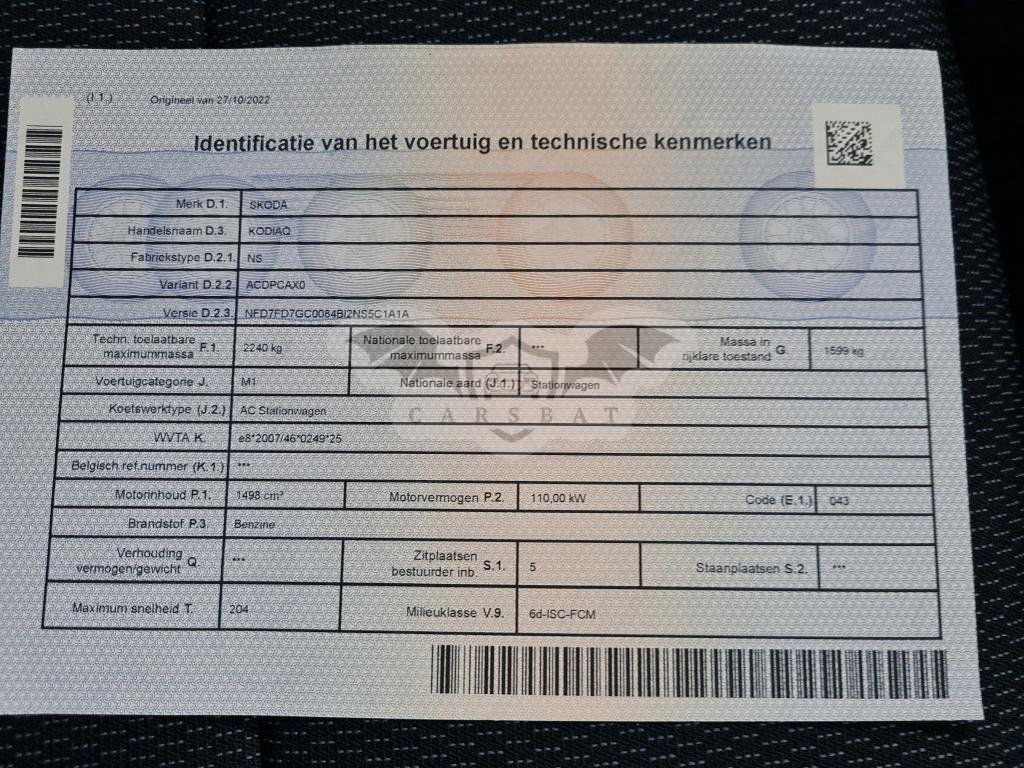 (I.1.) Origineel van 27/10/2022
Identificatie van het voertuig en technische kenmerken
Merk D.1. SKODA
Handelsnaam D.3. KODIAQ
Fabriekstype D.2.1. NS
Variant D.2.2. ACDPCAX0
Versie D.2.3. NFD7FD7GC0064BI2NS5C1A1A
Techn. toelaatbare maximummassa F.1. 2240 kg Nationale toelaatbare maximummassa F.2. *** Massa in rijklare toestand G. 1599 kg
Voertuigcategorie J. M1 Nationale aard (J.1.) Stationwagen
Koetswerktype (J.2.) AC Stationwagen
CARSBAT
WVTA K. e8*2007/46*0249*25
Belgisch ref.nummer (K.1.) ***
Motorinhoud P.1. 1498 cm³ Motorvermogen P.2. 110,00 kW Code (E.1.) 043
Brandstof P.3. Benzine
Verhouding vermogen/gewicht Q. *** Zitplaatsen bestuurder inb. S.1. 5 Staanplaatsen S.2. ***
Maximum snelheid T. 204 Milieuklasse V.9. 6d-ISC-FCM